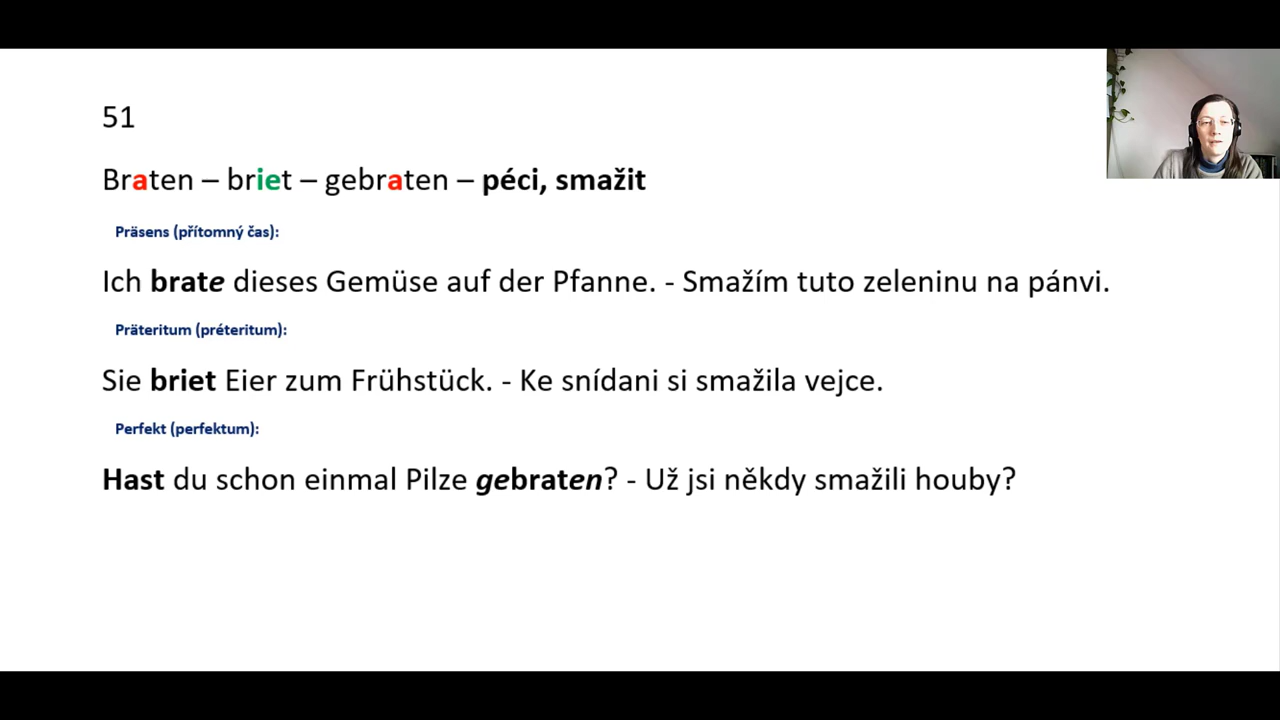 51
Braten – briet – gebraten – péci, smažit
Präsens (přítomný čas):
Ich brate dieses Gemüse auf der Pfanne. - Smažím tuto zeleninu na pánvi.
Präteritum (préteritum):
Sie briet Eier zum Frühstück. - Ke snídani si smažila vejce.
Perfekt (perfektum):
Hast du schon einmal Pilze gebraten? - Už jsi někdy smažili houby?